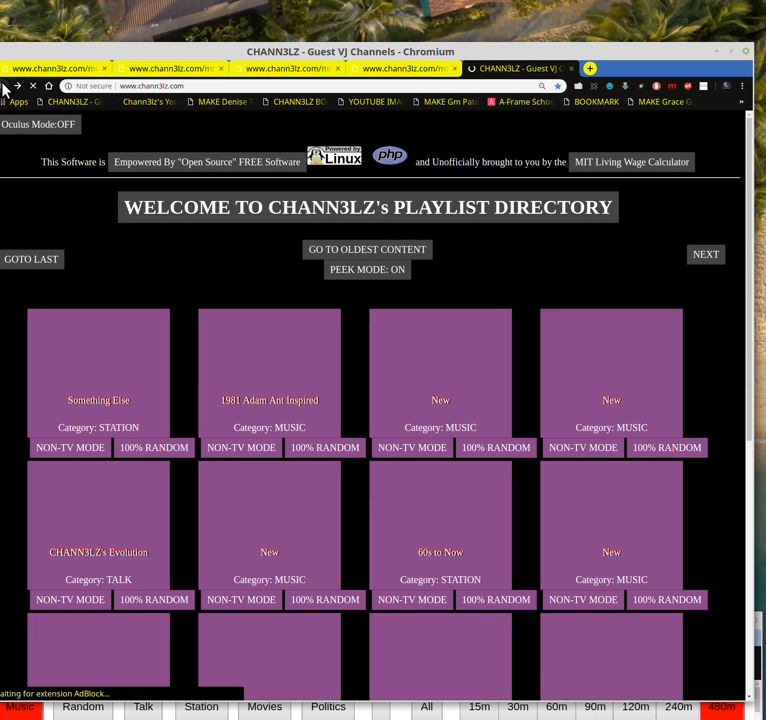 CHANN3LZ - Guest VJ Channels - Chromium
www.chann3lz.com/m
www.chann3lz.com/m
www.chann3lz.com/m
www.chann3lz.com/m
CHANN3LZ - Guest VJ C
Not secure | www.chann3lz.com
Apps
CHANN3LZ - G
Chann3lz's Yo
MAKE Denise
CHANN3LZ BO
YOUTUBE IMA
MAKE Gm Pat
A-Frame Schoo
BOOKMARK
MAKE Grace G
»
Oculus Mode:OFF
This Software is Empowered By "Open Source" FREE Software Powered by Linux php and Unofficially brought to you by the MIT Living Wage Calculator
WELCOME TO CHANN3LZ's PLAYLIST DIRECTORY
GO TO OLDEST CONTENT
GOTO LAST
NEXT
PEEK MODE: ON
Something Else 1981 Adam Ant Inspired New New
Category: STATION Category: MUSIC Category: MUSIC Category: MUSIC
NON-TV MODE 100% RANDOM NON-TV MODE 100% RANDOM NON-TV MODE 100% RANDOM NON-TV MODE 100% RANDOM
CHANN3LZ's Evolution New 60s to Now New
Category: TALK Category: MUSIC Category: STATION Category: MUSIC
NON-TV MODE 100% RANDOM NON-TV MODE 100% RANDOM NON-TV MODE 100% RANDOM NON-TV MODE 100% RANDOM
aiting for extension AdBlock...
Music Random Talk Station Movies Politics All 15m 30m 60m 90m 120m 240m 480m